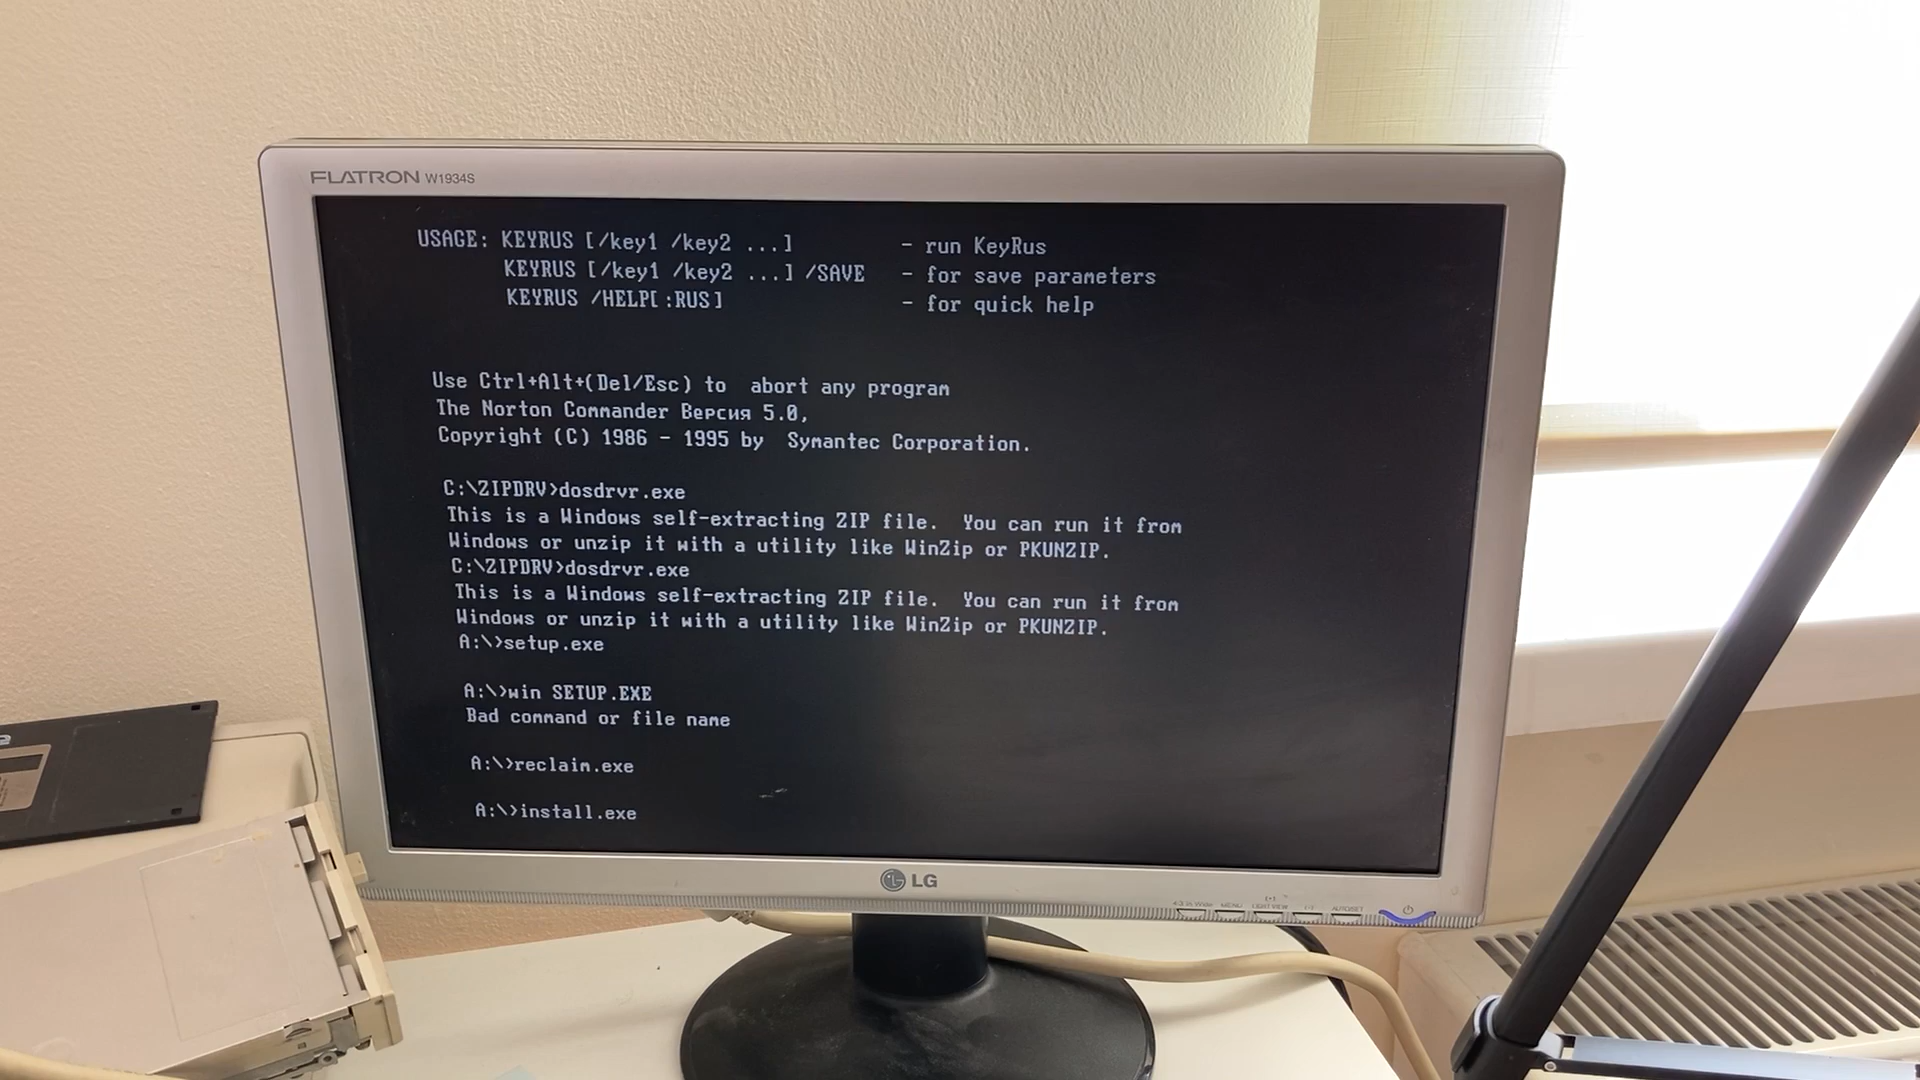 FLATRON W1934S
USAGE: KEYRUS [/key1 /key2 ...] - run KeyRus
KEYRUS [/key1 /key2 ...] /SAVE - for save parameters
KEYRUS /HELP[:RUS] - for quick help
Use Ctrl+Alt+(Del/Esc) to abort any program
The Norton Commander Версия 5.0,
Copyright (C) 1986 - 1995 by Symantec Corporation.
C:\ZIPDRV>dosdrvr.exe
This is a Windows self-extracting ZIP file. You can run it from
Windows or unzip it with a utility like WinZip or PKUNZIP.
C:\ZIPDRV>dosdrvr.exe
This is a Windows self-extracting ZIP file. You can run it from
Windows or unzip it with a utility like WinZip or PKUNZIP.
A:\>setup.exe
A:\>win SETUP.EXE
Bad command or file name
A:\>reclaim.exe
A:\>install.exe
LG
MENU
AUTO/SET